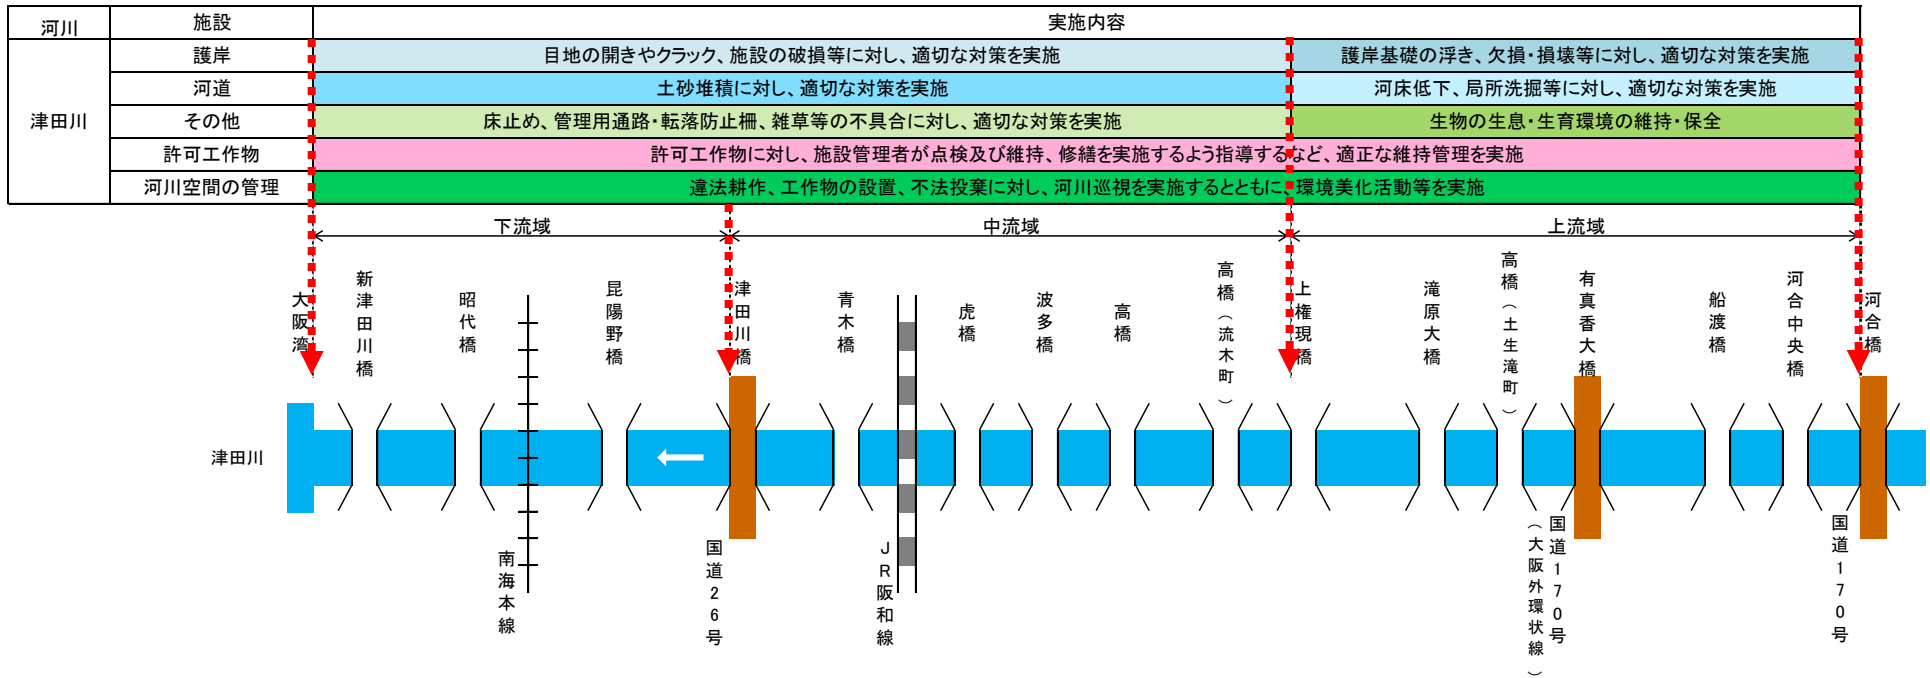 河川
施設
実施内容
津田川
護岸
目地の開きやクラック、施設の破損等に対し、適切な対策を実施
護岸基礎の浮き、欠損・損壊等に対し、適切な対策を実施
河道
土砂堆積に対し、適切な対策を実施
河床低下、局所洗掘等に対し、適切な対策を実施
その他
床止め、管理用通路・転落防止柵、雑草等の不具合に対し、適切な対策を実施
生物の生息・生育環境の維持・保全
許可工作物
許可工作物に対し、施設管理者が点検及び維持、修繕を実施するよう指導するなど、適正な維持管理を実施
河川空間の管理
違法耕作、工作物の設置、不法投棄に対し、河川巡視を実施するとともに、環境美化活動等を実施
下流域
中流域
上流域
大阪湾
新津田川橋
昭代橋
昆陽野橋
津田川橋
青木橋
虎橋
波多橋
高橋
高橋（流木町）
上権現橋
滝原大橋
高橋（土生滝町）
有真香大橋
船渡橋
河合中央橋
河合橋
津田川
南海本線
国道26号
JR阪和線
国道170号
（大阪外環状線）
国道170号